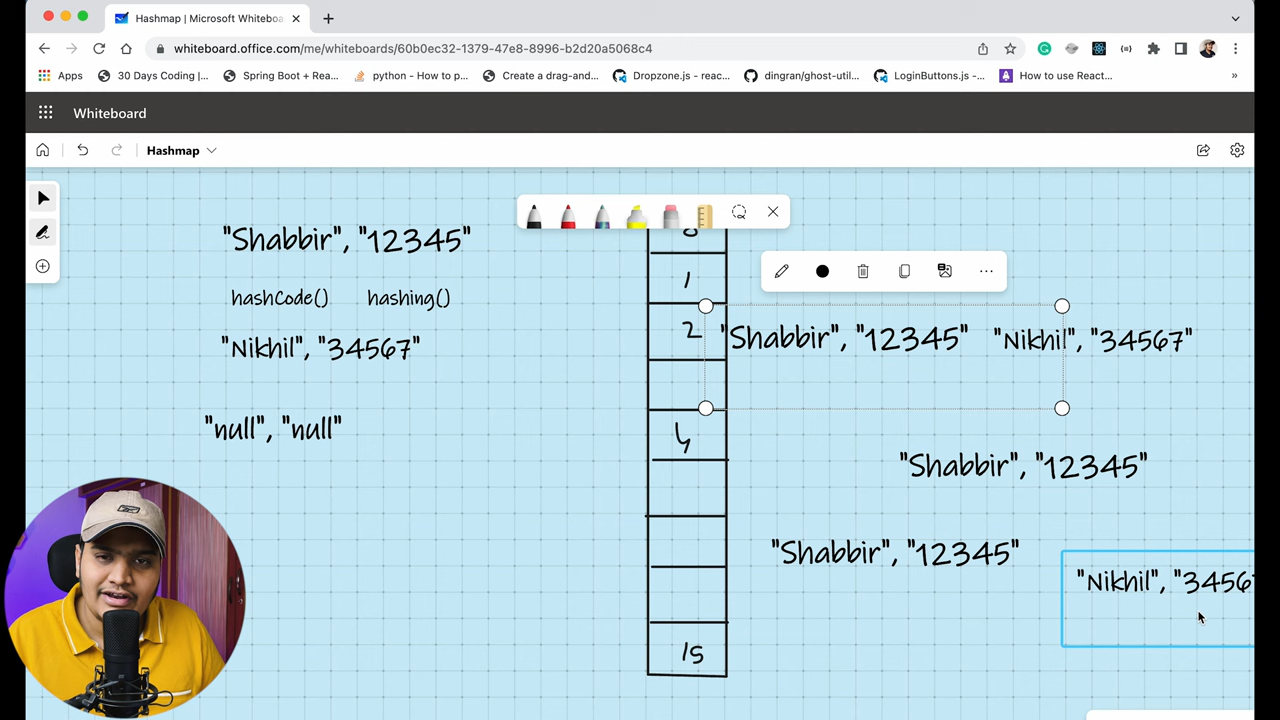 Hashmap | Microsoft Whiteboa
whiteboard.office.com/me/whiteboards/60b0ec32-1379-47f8-8996-b2d20a5068c4
Apps
30 Days Coding |...
Spring Boot + Rea...
python - How to p...
Create a drag-and...
Dropzone.js - reac...
dingran/ghost-util...
LoginButtons.js -...
How to use React...
»
Whiteboard
Hashmap
"Shabbir", "12345"
hashCode() hashing()
"Nikhil", "34567"
"null", "null"
1
2
4
15
"Shabbir", "12345"
"Nikhil", "34567"
"Shabbir", "12345"
"Shabbir", "12345"
"Nikhil", "3456